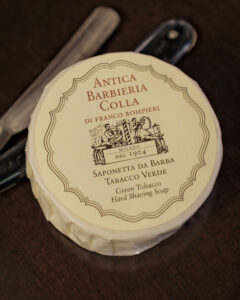 ANTICA
BARBIERIA
COLLA
DI FRANCO BOMPIERI
MILANO
DAL 1904
SAPONETTA DA BARBA
TABACCO VERDE
Green Tobacco
Hard Shaving Soap